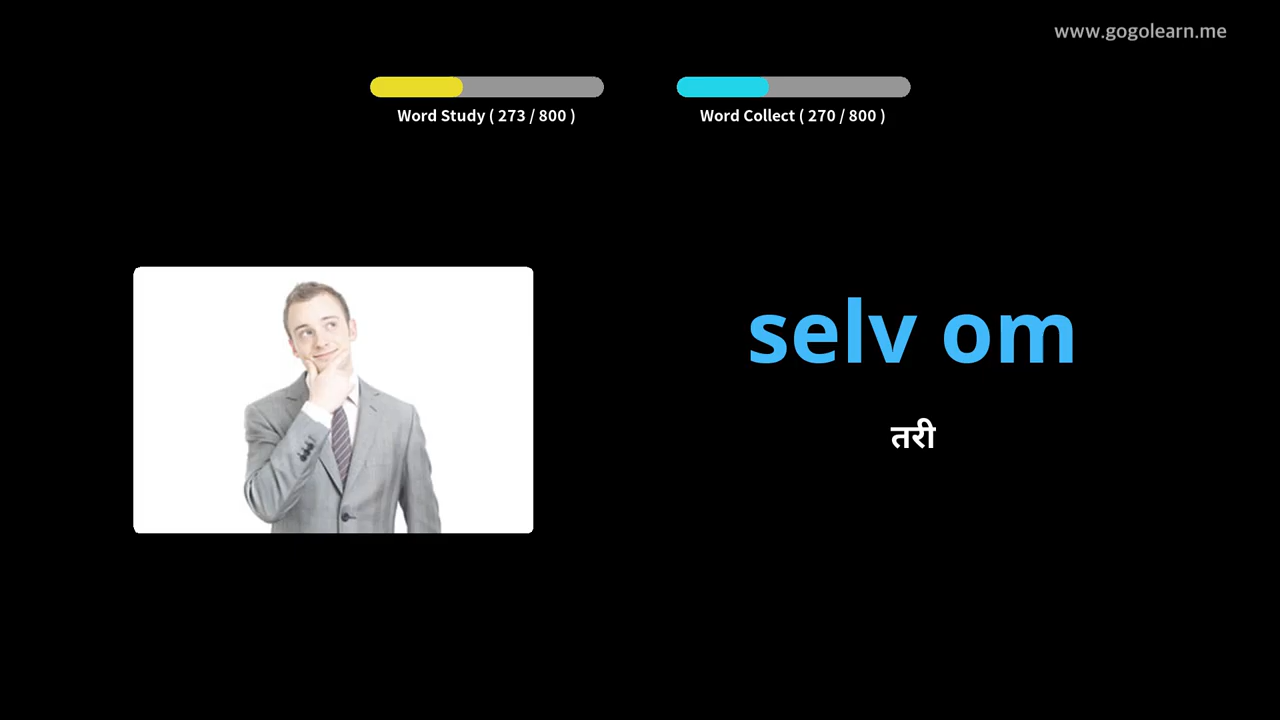 www.gogolearn.me
Word Study ( 273 / 800 )
Word Collect ( 270 / 800 )
selv om
तरी